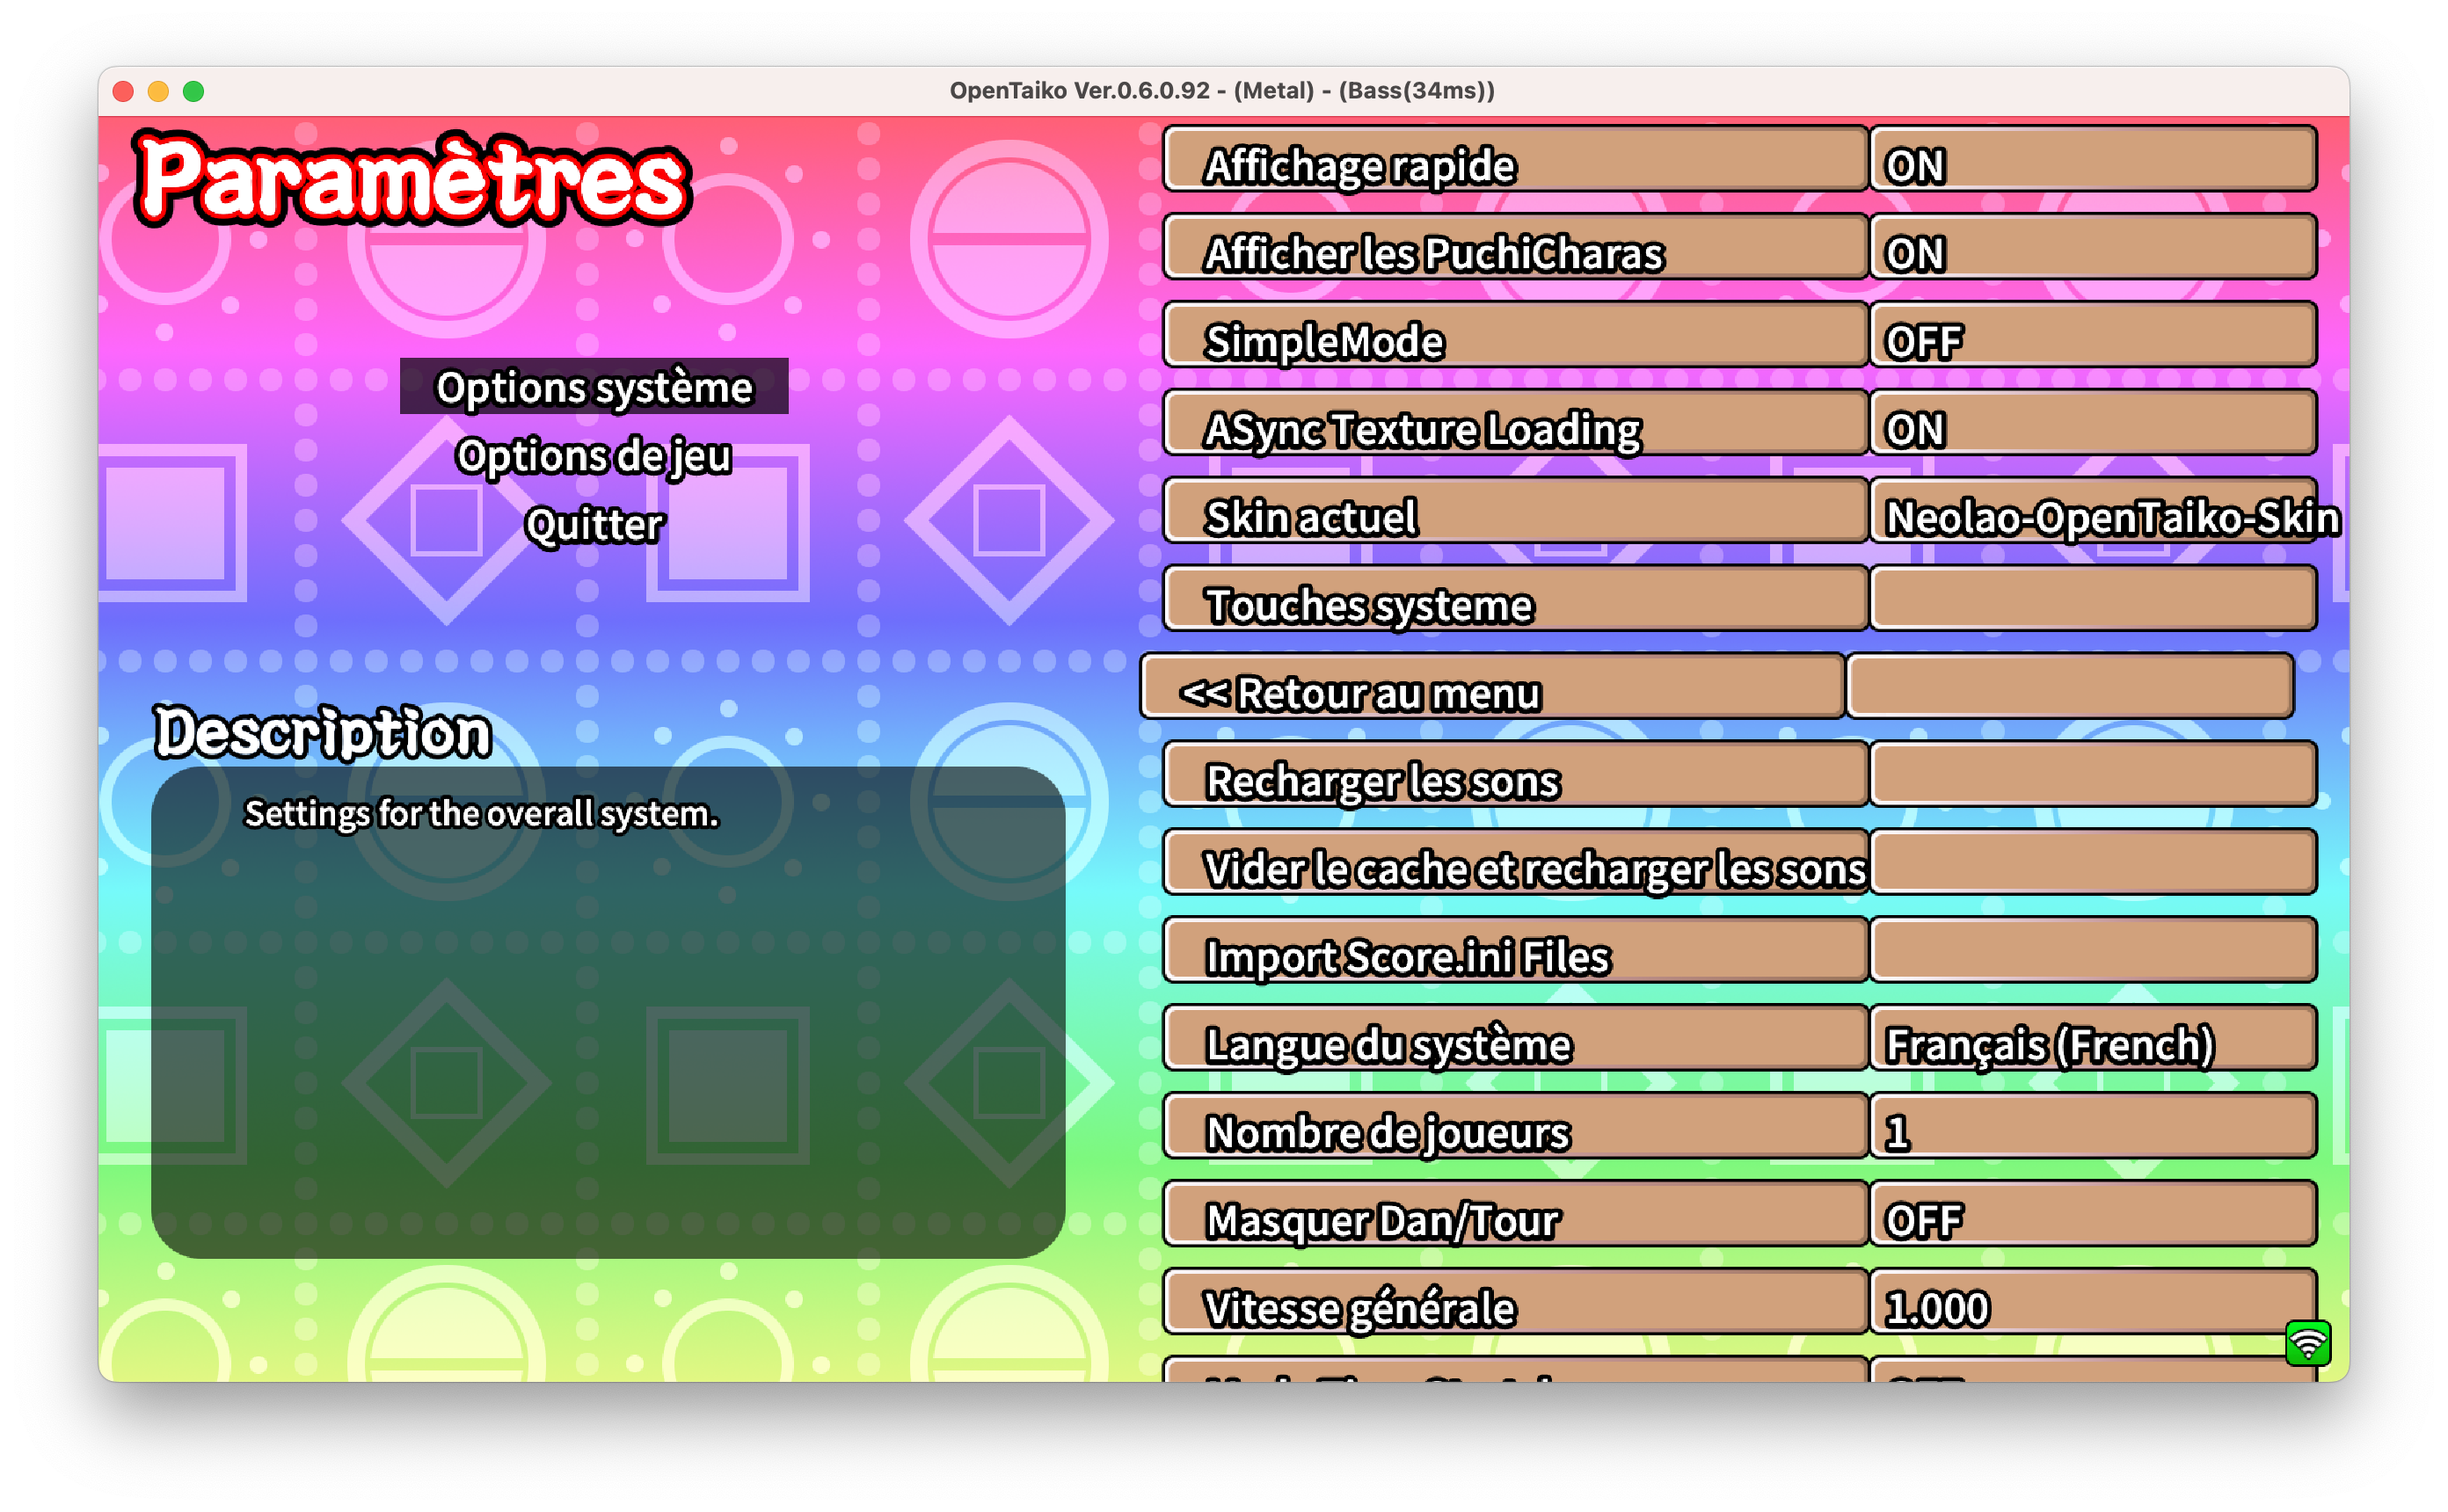 OpenTaiko Ver.0.6.0.92 - (Metal) - (Bass(34ms))
Paramètres
Options système
Options de jeu
Quitter
Description
Settings for the overall system.
Affichage rapide ON
Afficher les PuchiCharas ON
SimpleMode OFF
ASync Texture Loading ON
Skin actuel Neolao-OpenTaiko-Skin
Touches systeme
<< Retour au menu
Recharger les sons
Vider le cache et recharger les sons
Import Score.ini Files
Langue du système Français (French)
Nombre de joueurs 1
Masquer Dan/Tour OFF
Vitesse générale 1.000